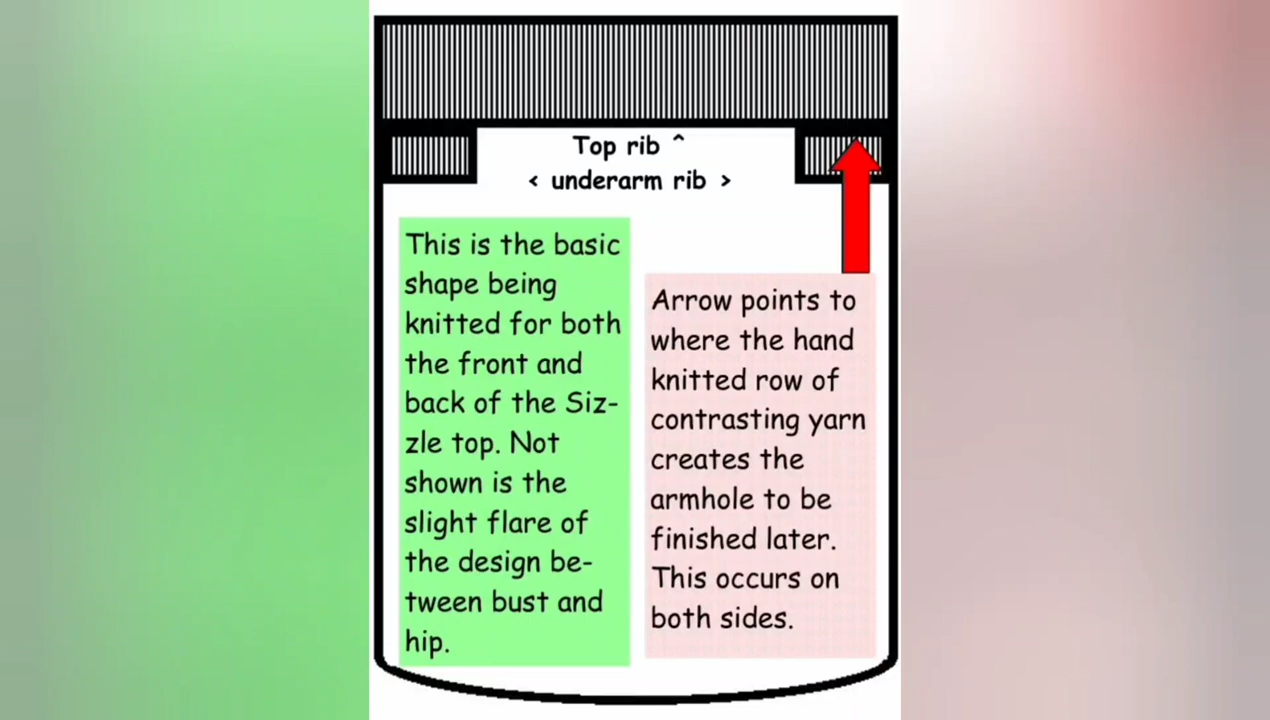 Top rib ^
< underarm rib >
This is the basic
shape being
knitted for both
the front and
back of the Siz-
zle top. Not
shown is the
slight flare of
the design be-
tween bust and
hip.
Arrow points to
where the hand
knitted row of
contrasting yarn
creates the
armhole to be
finished later.
This occurs on
both sides.